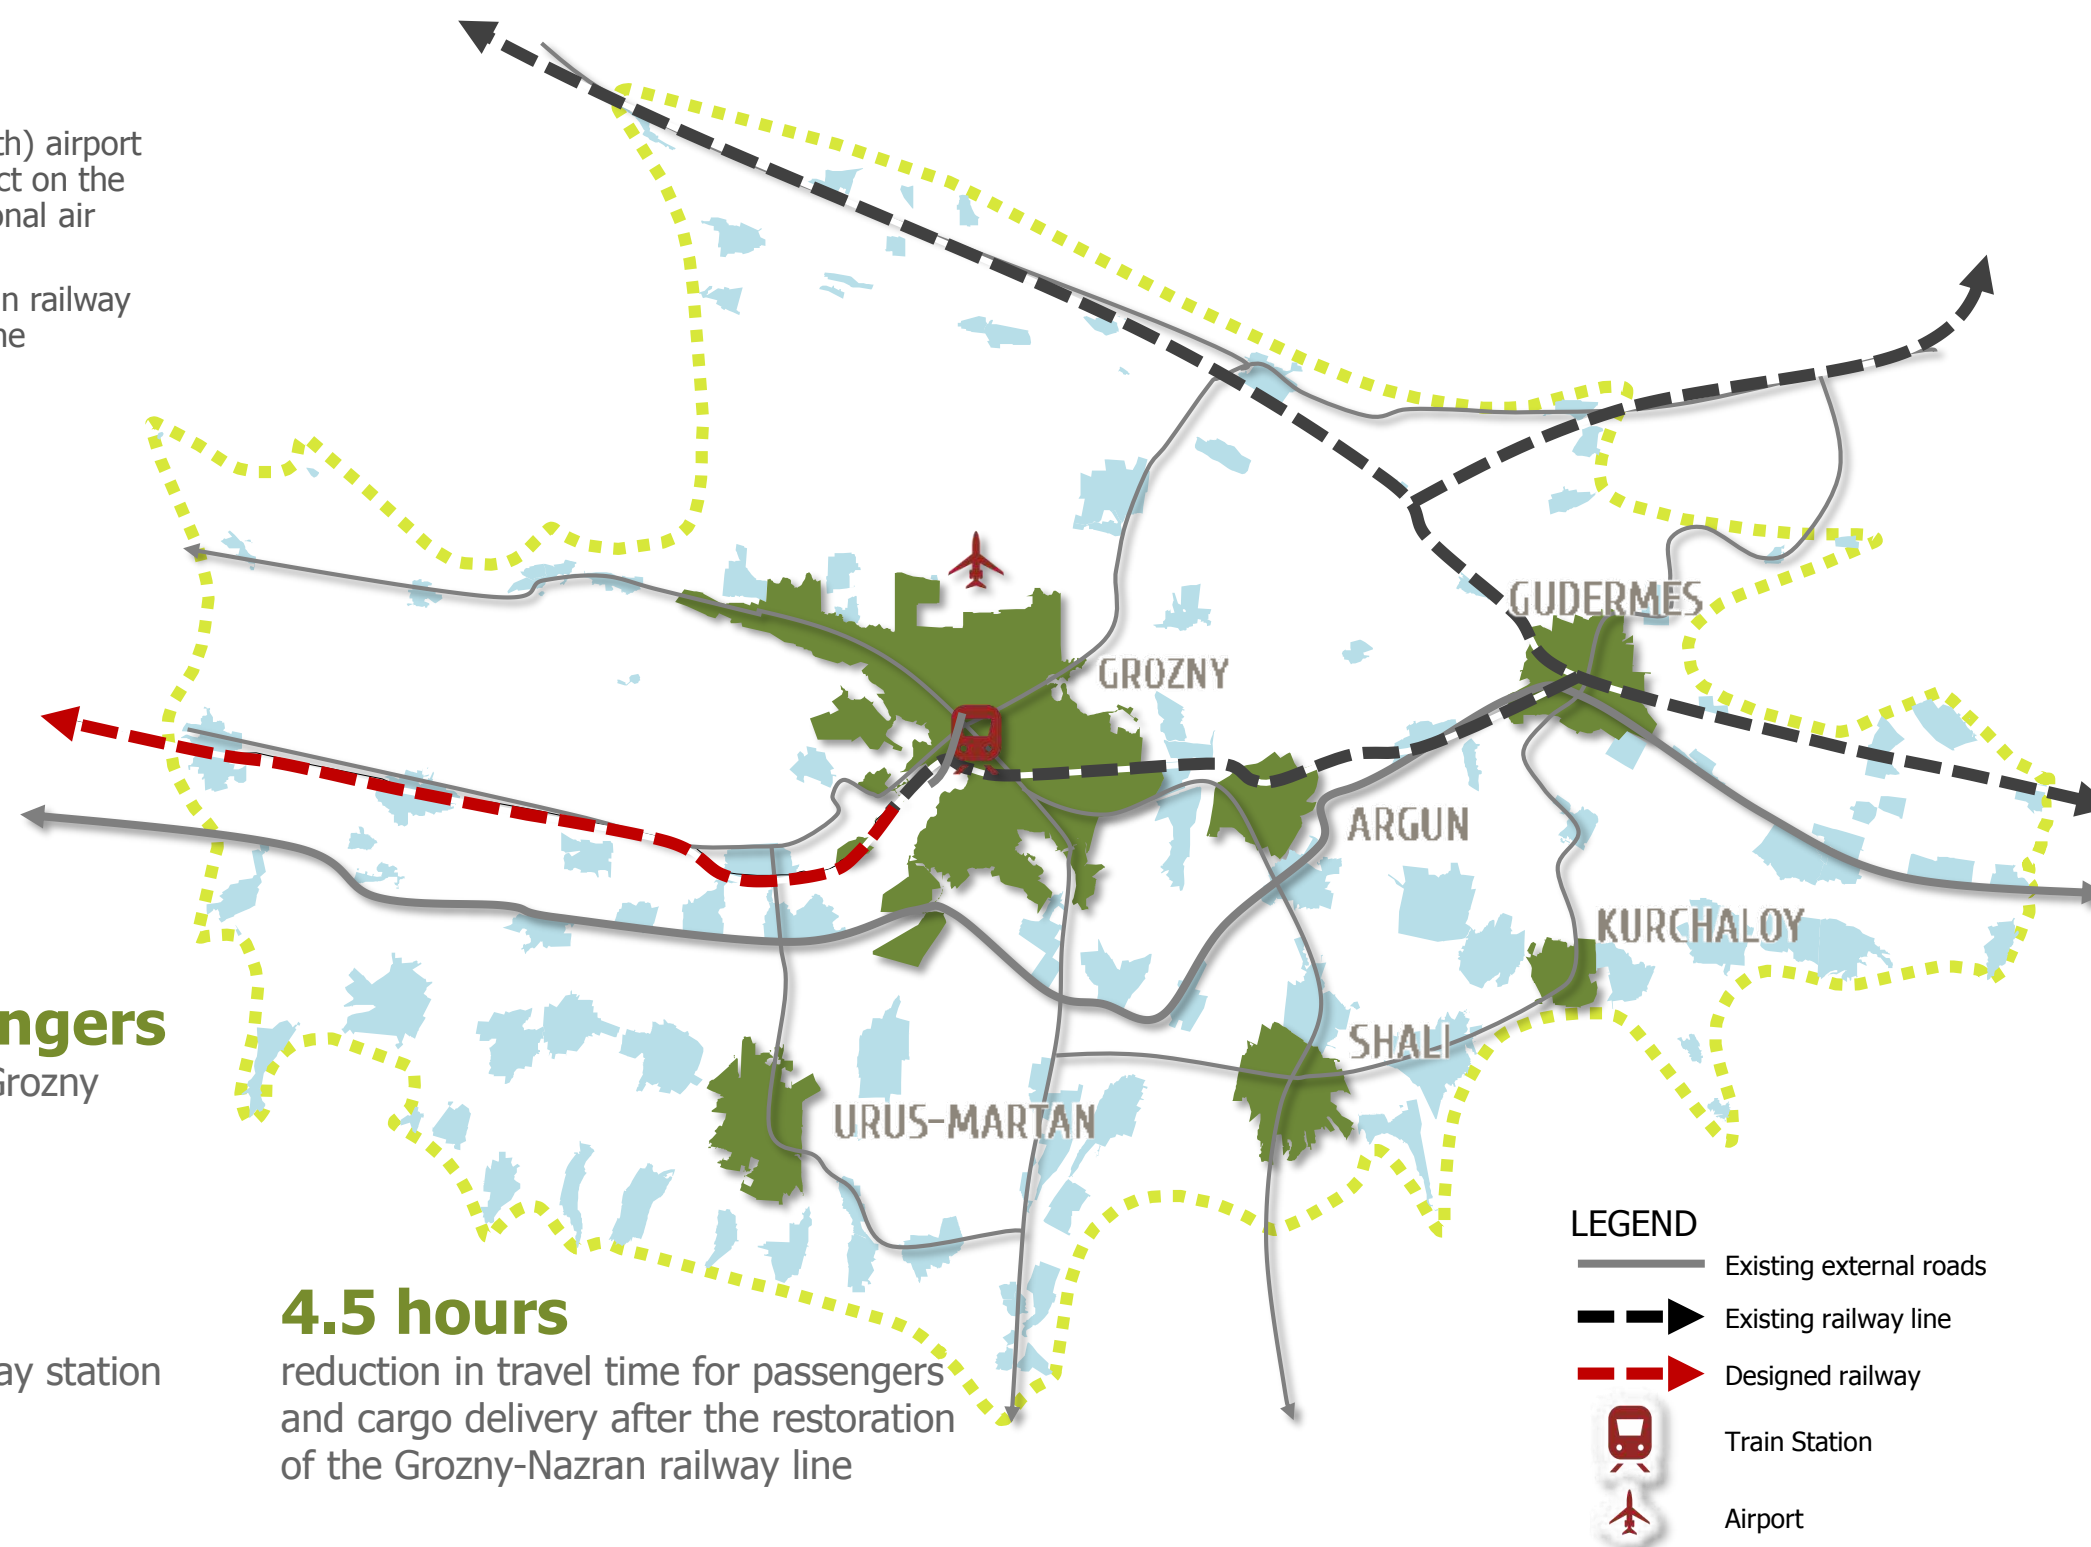 th) airport
ct on the
onal air
n railway
ne
GUDERMES
GROZNY
ARGUN
KURCHALOY
SHALI
URUS-MARTAN
ngers
Grozny
ay station
4.5 hours
reduction in travel time for passengers
and cargo delivery after the restoration
of the Grozny-Nazran railway line
LEGEND
Existing external roads
Existing railway line
Designed railway
Train Station
Airport